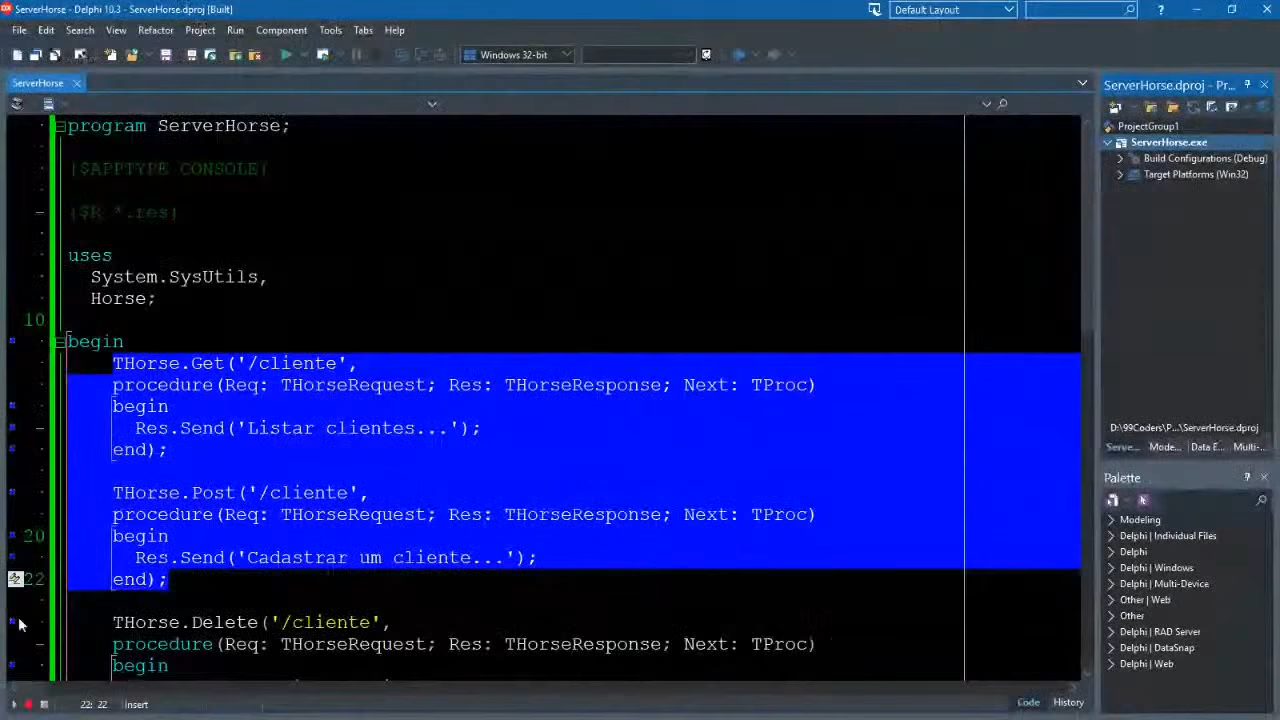 ServerHorse - Delphi 10.3 - ServerHorse.dproj [Built]
Default Layout
File Edit Search View Refactor Project Run Component Tools Tabs Help
Windows 32-bit
ServerHorse
program ServerHorse;
{$APPTYPE CONSOLE}
{$R *.res}
uses
System.SysUtils,
Horse;
10
begin
THorse.Get('/cliente',
procedure(Req: THorseRequest; Res: THorseResponse; Next: TProc)
begin
Res.Send('Listar clientes...');
end);
THorse.Post('/cliente',
procedure(Req: THorseRequest; Res: THorseResponse; Next: TProc)
20 begin
Res.Send('Cadastrar um cliente...');
22 end);
THorse.Delete('/cliente',
procedure(Req: THorseRequest; Res: THorseResponse; Next: TProc)
begin
22: 22 Insert
Code History
ServerHorse.dproj - Pr...
ProjectGroup1
ServerHorse.exe
Build Configurations (Debug)
Target Platforms (Win32)
D:\99Coders\P...\ServerHorse.dproj
Serve... Mode... Data E... Multi-...
Palette
Modeling
Delphi | Individual Files
Delphi
Delphi | Windows
Delphi | Multi-Device
Other | Web
Other
Delphi | RAD Server
Delphi | DataSnap
Delphi | Web